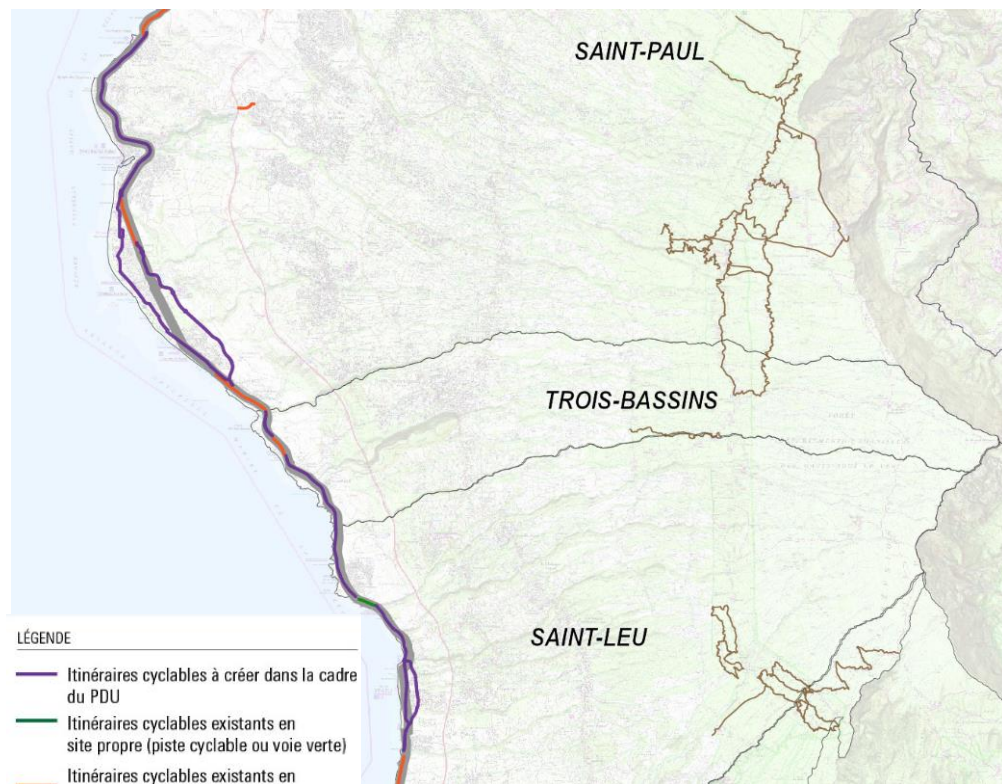 SAINT-PAUL
TROIS-BASSINS
SAINT-LEU
LÉGENDE
Itinéraires cyclables à créer dans la cadre
du PDU
Itinéraires cyclables existants en
site propre (piste cyclable ou voie verte)
Itinéraires cyclables existants en